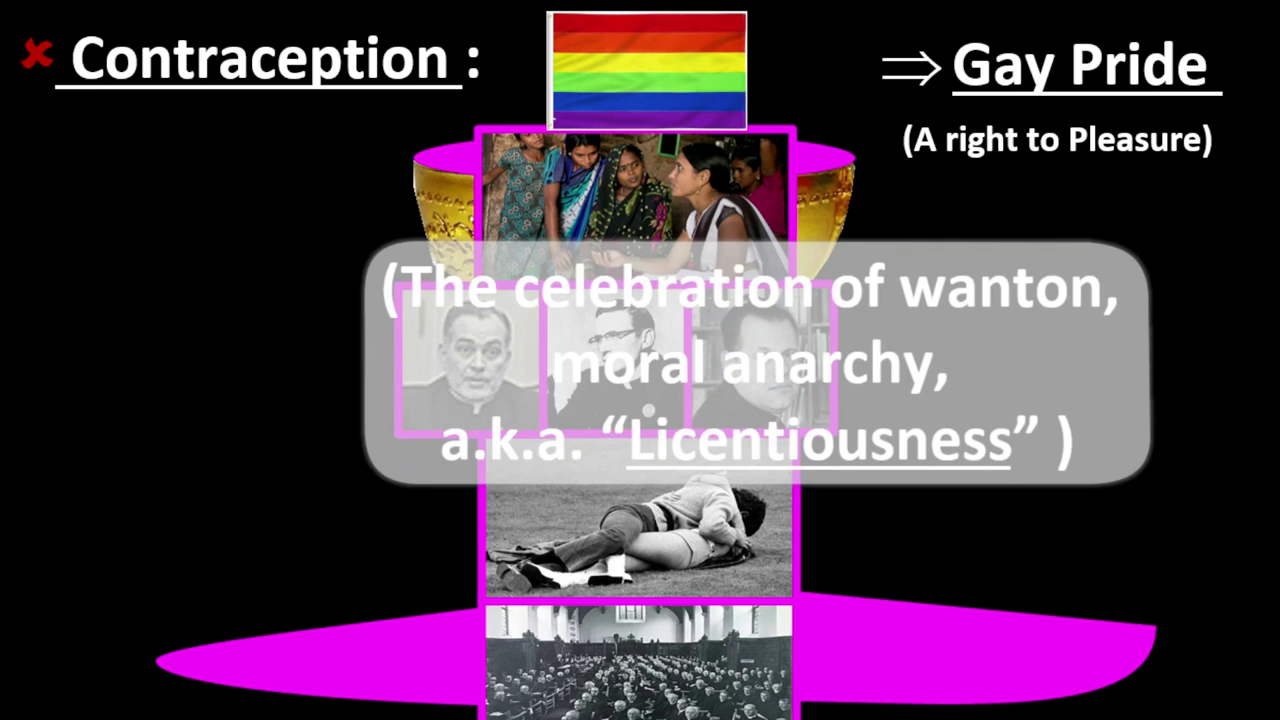 ✘ Contraception :
⇒ Gay Pride
(A right to Pleasure)
(The celebration of wanton,
moral anarchy,
a.k.a. “Licentiousness” )